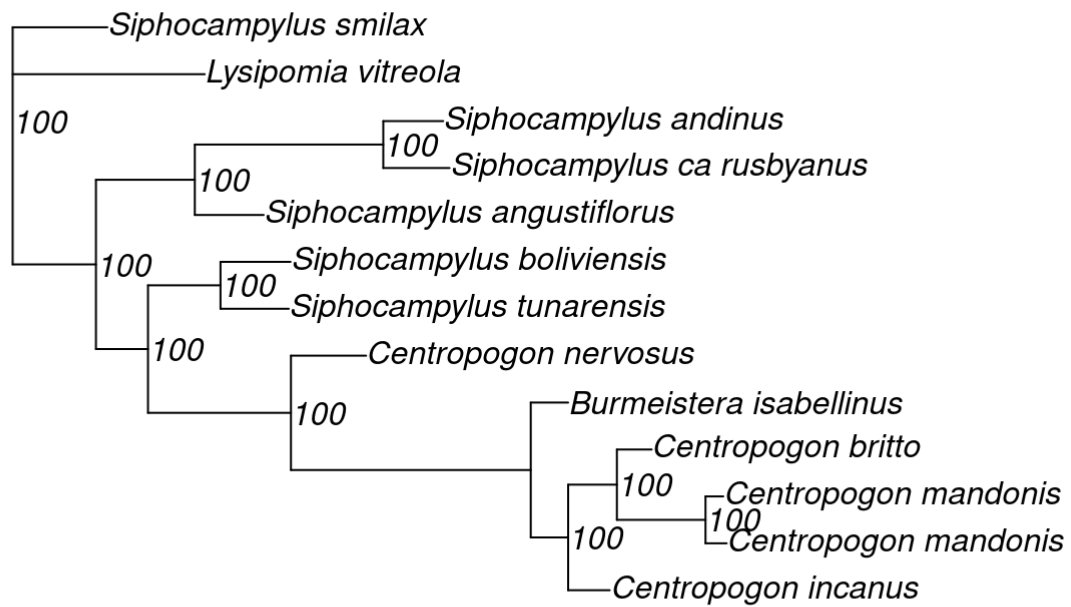 Siphocampylus smilax
Lysipomia vitreola
100
Siphocampylus andinus
100
Siphocampylus ca rusbyanus
100
Siphocampylus angustiflorus
Siphocampylus boliviensis
100
100
Siphocampylus tunarensis
100
Centropogon nervosus
Burmeistera isabellinus
100
Centropogon britto
100
Centropogon mandonis
100
Centropogon mandonis
100
Centropogon incanus